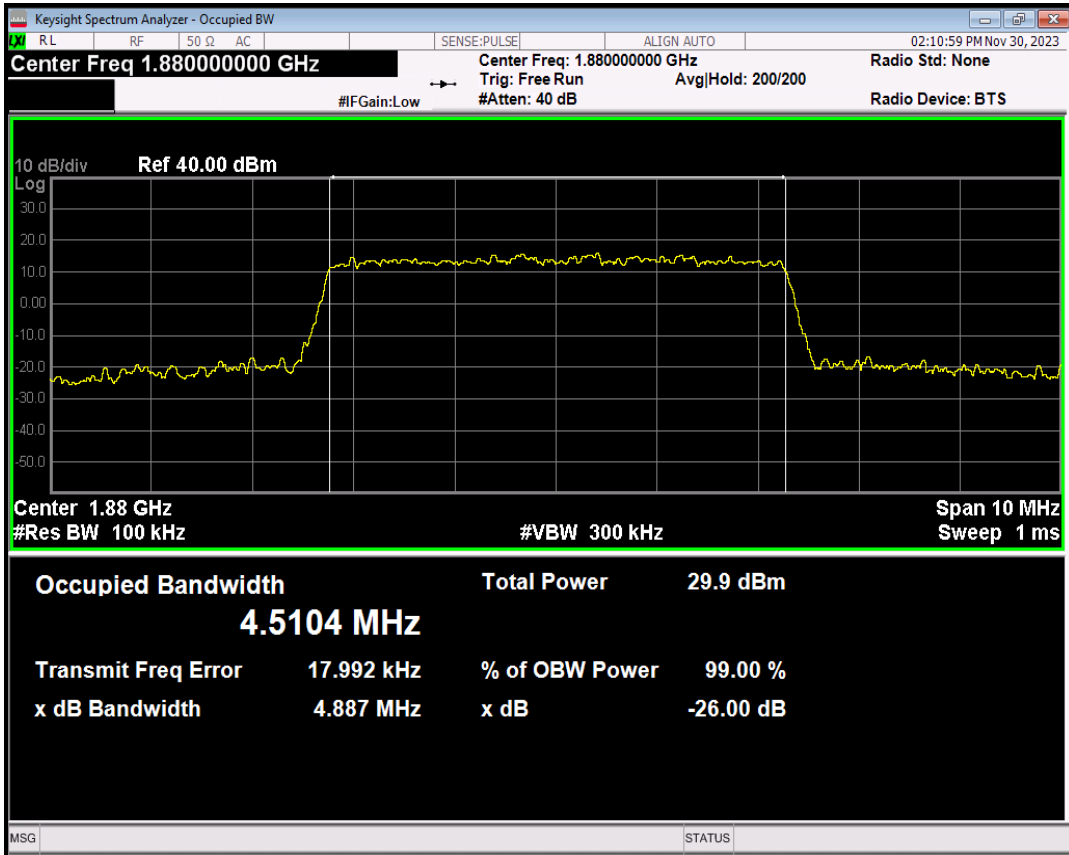 Keysight Spectrum Analyzer - Occupied BW
LXI RL RF 50 Ω AC SENSE:PULSE ALIGN AUTO 02:10:59 PM Nov 30, 2023
Center Freq 1.880000000 GHz
Center Freq: 1.880000000 GHz
Radio Std: None
Trig: Free Run Avg|Hold: 200/200
#IFGain:Low
#Atten: 40 dB
Radio Device: BTS
10 dB/div Ref 40.00 dBm
Log
30.0
20.0
10.0
0.00
-10.0
-20.0
-30.0
-40.0
-50.0
Center 1.88 GHz Span 10 MHz
#Res BW 100 kHz #VBW 300 kHz Sweep 1 ms
Occupied Bandwidth Total Power 29.9 dBm
4.5104 MHz
Transmit Freq Error 17.992 kHz % of OBW Power 99.00 %
x dB Bandwidth 4.887 MHz x dB -26.00 dB
MSG STATUS